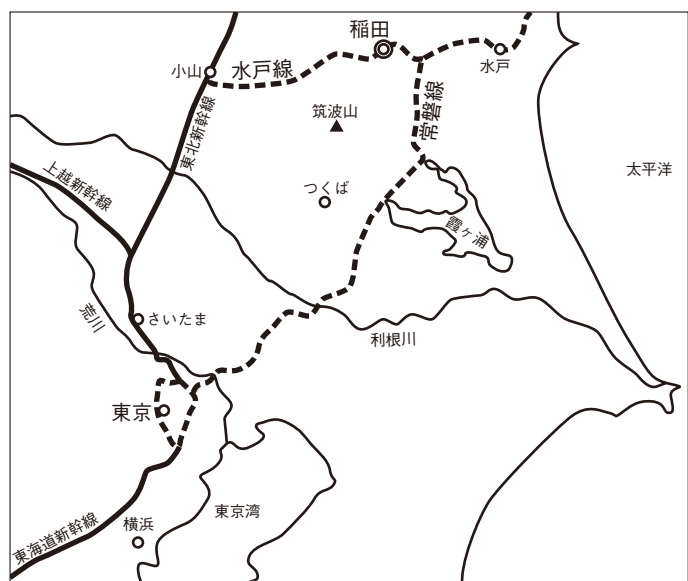 稲田
小山
水戸線
水戸
常磐線
筑波山
東北新幹線
太平洋
上越新幹線
つくば
霞ヶ浦
荒川
さいたま
利根川
東京
東京湾
横浜
東海道新幹線